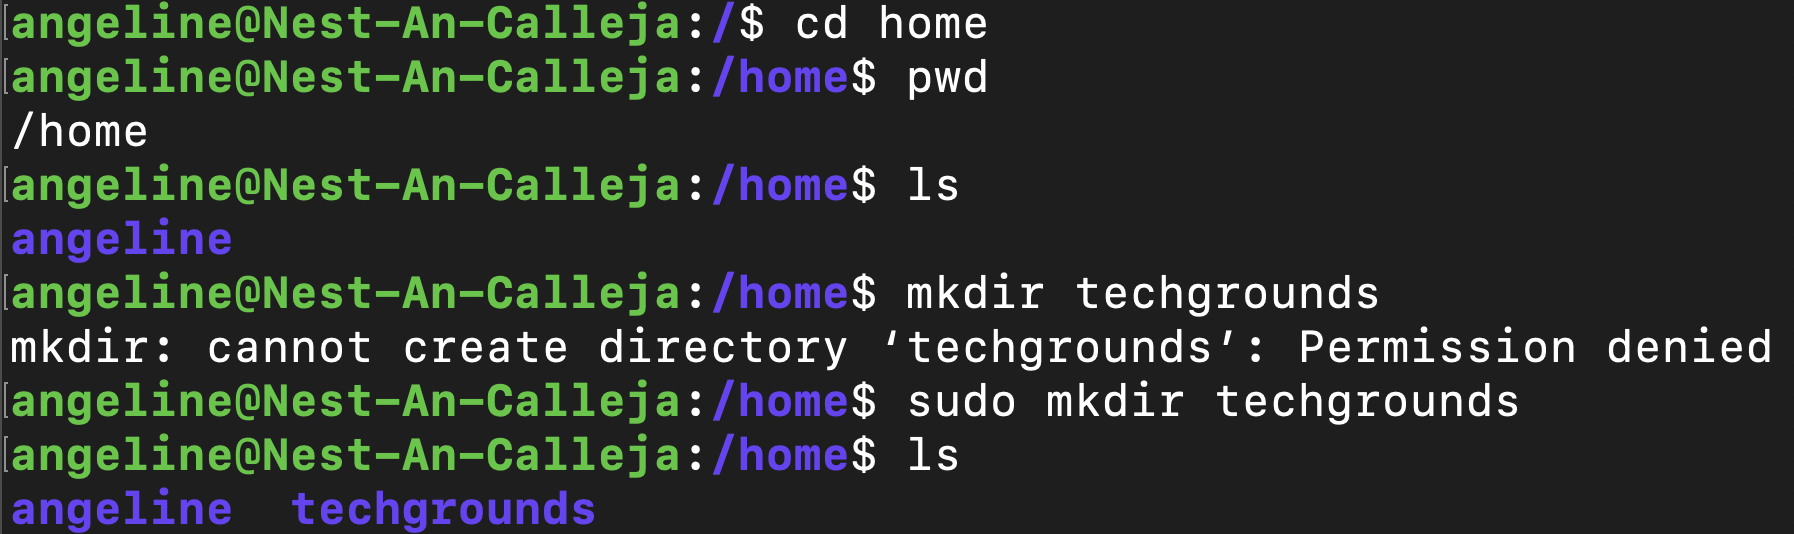 [angeline@Nest-An-Calleja:/$ cd home
[angeline@Nest-An-Calleja:/home$ pwd
/home
[angeline@Nest-An-Calleja:/home$ ls
angeline
[angeline@Nest-An-Calleja:/home$ mkdir techgrounds
mkdir: cannot create directory ‘techgrounds’: Permission denied
[angeline@Nest-An-Calleja:/home$ sudo mkdir techgrounds
[angeline@Nest-An-Calleja:/home$ ls
angeline  techgrounds